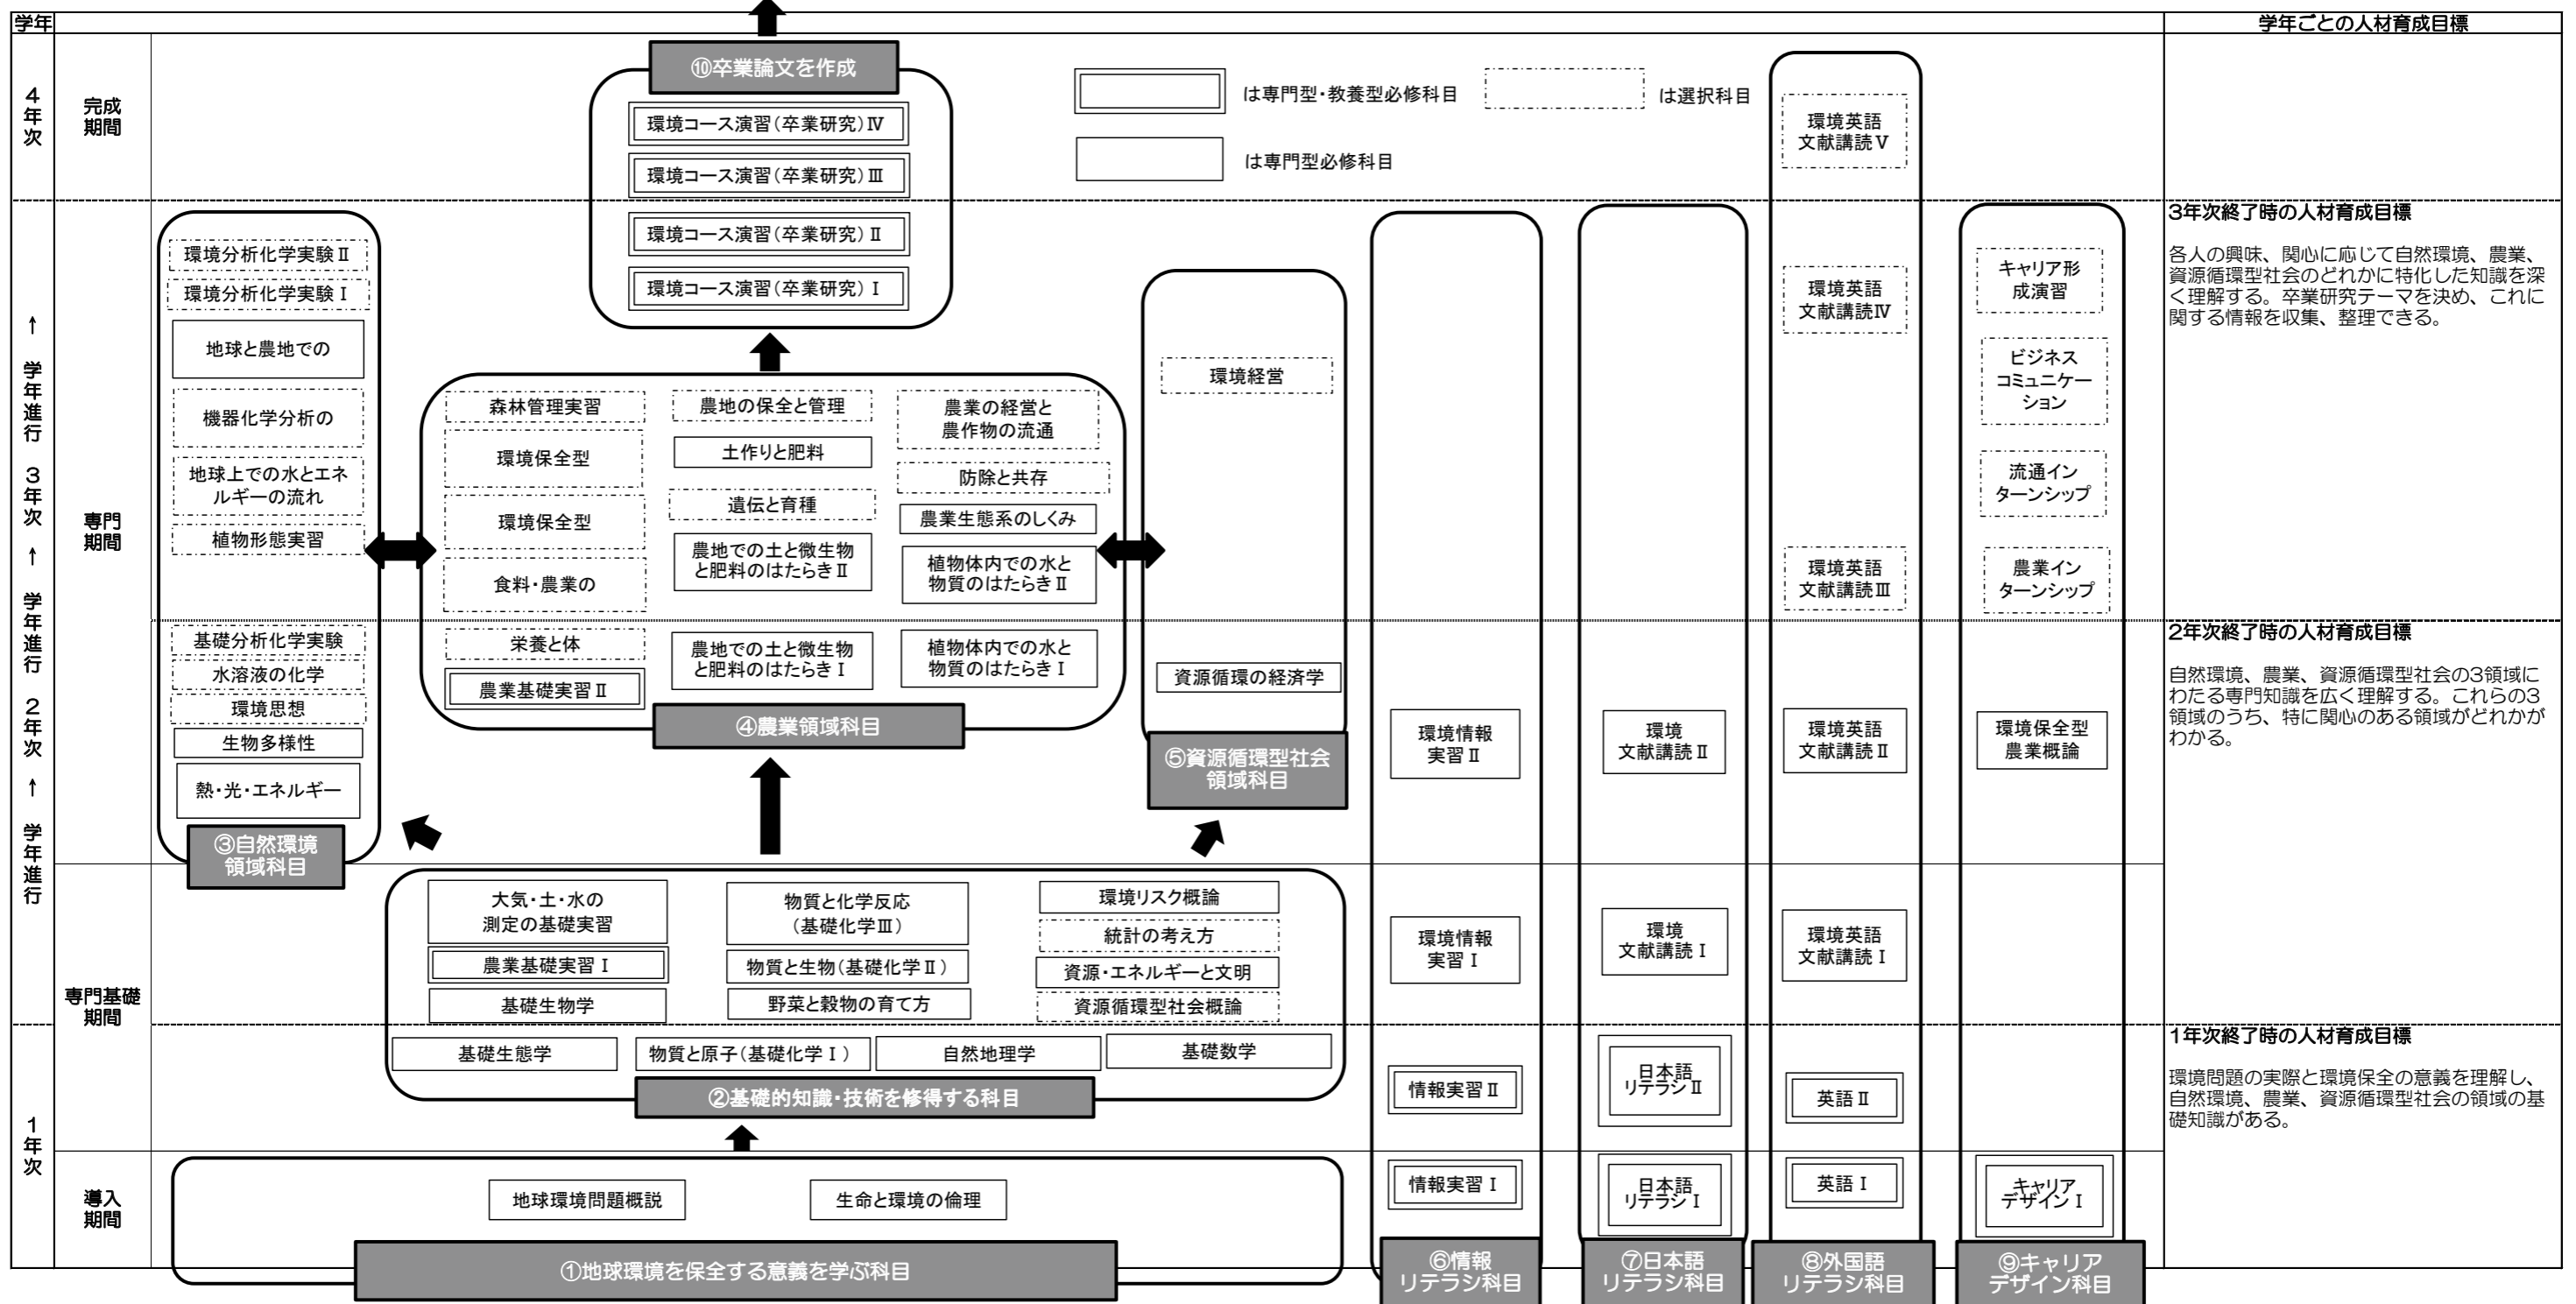 学年
学年ごとの人材育成目標
4年次
完成
期間
⑩卒業論文を作成
環境コース演習(卒業研究)Ⅳ
環境コース演習(卒業研究)Ⅲ
は専門型・教養型必修科目
は選択科目
は専門型必修科目
環境英語
文献講読Ⅴ
↑ 学年進行 3年次 ↑ 学年進行 2年次 ↑ 学年進行
専門
期間
環境分析化学実験Ⅱ
環境分析化学実験Ⅰ
地球と農地での
機器化学分析の
地球上での水とエネ
ルギーの流れ
植物形態実習
環境コース演習(卒業研究)Ⅱ
環境コース演習(卒業研究)Ⅰ
森林管理実習
環境保全型
環境保全型
食料・農業の
農地の保全と管理
土作りと肥料
遺伝と育種
農地での土と微生物
と肥料のはたらきⅡ
農業の経営と
農作物の流通
防除と共存
農業生態系のしくみ
植物体内での水と
物質のはたらきⅡ
環境経営
環境英語
文献講読Ⅳ
環境英語
文献講読Ⅲ
キャリア形
成演習
ビジネス
コミュニケー
ション
流通イン
ターンシップ
農業イン
ターンシップ
3年次終了時の人材育成目標
各人の興味、関心に応じて自然環境、農業、
資源循環型社会のどれかに特化した知識を深
く理解する。卒業研究テーマを決め、これに
関する情報を収集、整理できる。
基礎分析化学実験
水溶液の化学
環境思想
生物多様性
熱・光・エネルギー
③自然環境
領域科目
栄養と体
農業基礎実習Ⅱ
農地での土と微生物
と肥料のはたらきⅠ
植物体内での水と
物質のはたらきⅠ
④農業領域科目
資源循環の経済学
⑤資源循環型社会
領域科目
環境情報
実習Ⅱ
環境
文献講読Ⅱ
環境英語
文献講読Ⅱ
環境保全型
農業概論
2年次終了時の人材育成目標
自然環境、農業、資源循環型社会の3領域に
わたる専門知識を広く理解する。これらの3
領域のうち、特に関心のある領域がどれかが
わかる。
専門基礎
期間
大気・土・水の
測定の基礎実習
農業基礎実習Ⅰ
基礎生物学
物質と化学反応
(基礎化学Ⅲ)
物質と生物(基礎化学Ⅱ)
野菜と穀物の育て方
環境リスク概論
統計の考え方
資源・エネルギーと文明
資源循環型社会概論
環境情報
実習Ⅰ
環境
文献講読Ⅰ
環境英語
文献講読Ⅰ
1年次
基礎生態学
物質と原子(基礎化学Ⅰ)
自然地理学
基礎数学
②基礎的知識・技術を修得する科目
情報実習Ⅱ
日本語
リテラシⅡ
英語Ⅱ
1年次終了時の人材育成目標
環境問題の実際と環境保全の意義を理解し、
自然環境、農業、資源循環型社会の領域の基
礎知識がある。
導入
期間
地球環境問題概説
生命と環境の倫理
①地球環境を保全する意義を学ぶ科目
情報実習Ⅰ
日本語
リテラシⅠ
英語Ⅰ
キャリア
デザインⅠ
⑥情報
リテラシ科目
⑦日本語
リテラシ科目
⑧外国語
リテラシ科目
⑨キャリア
デザイン科目